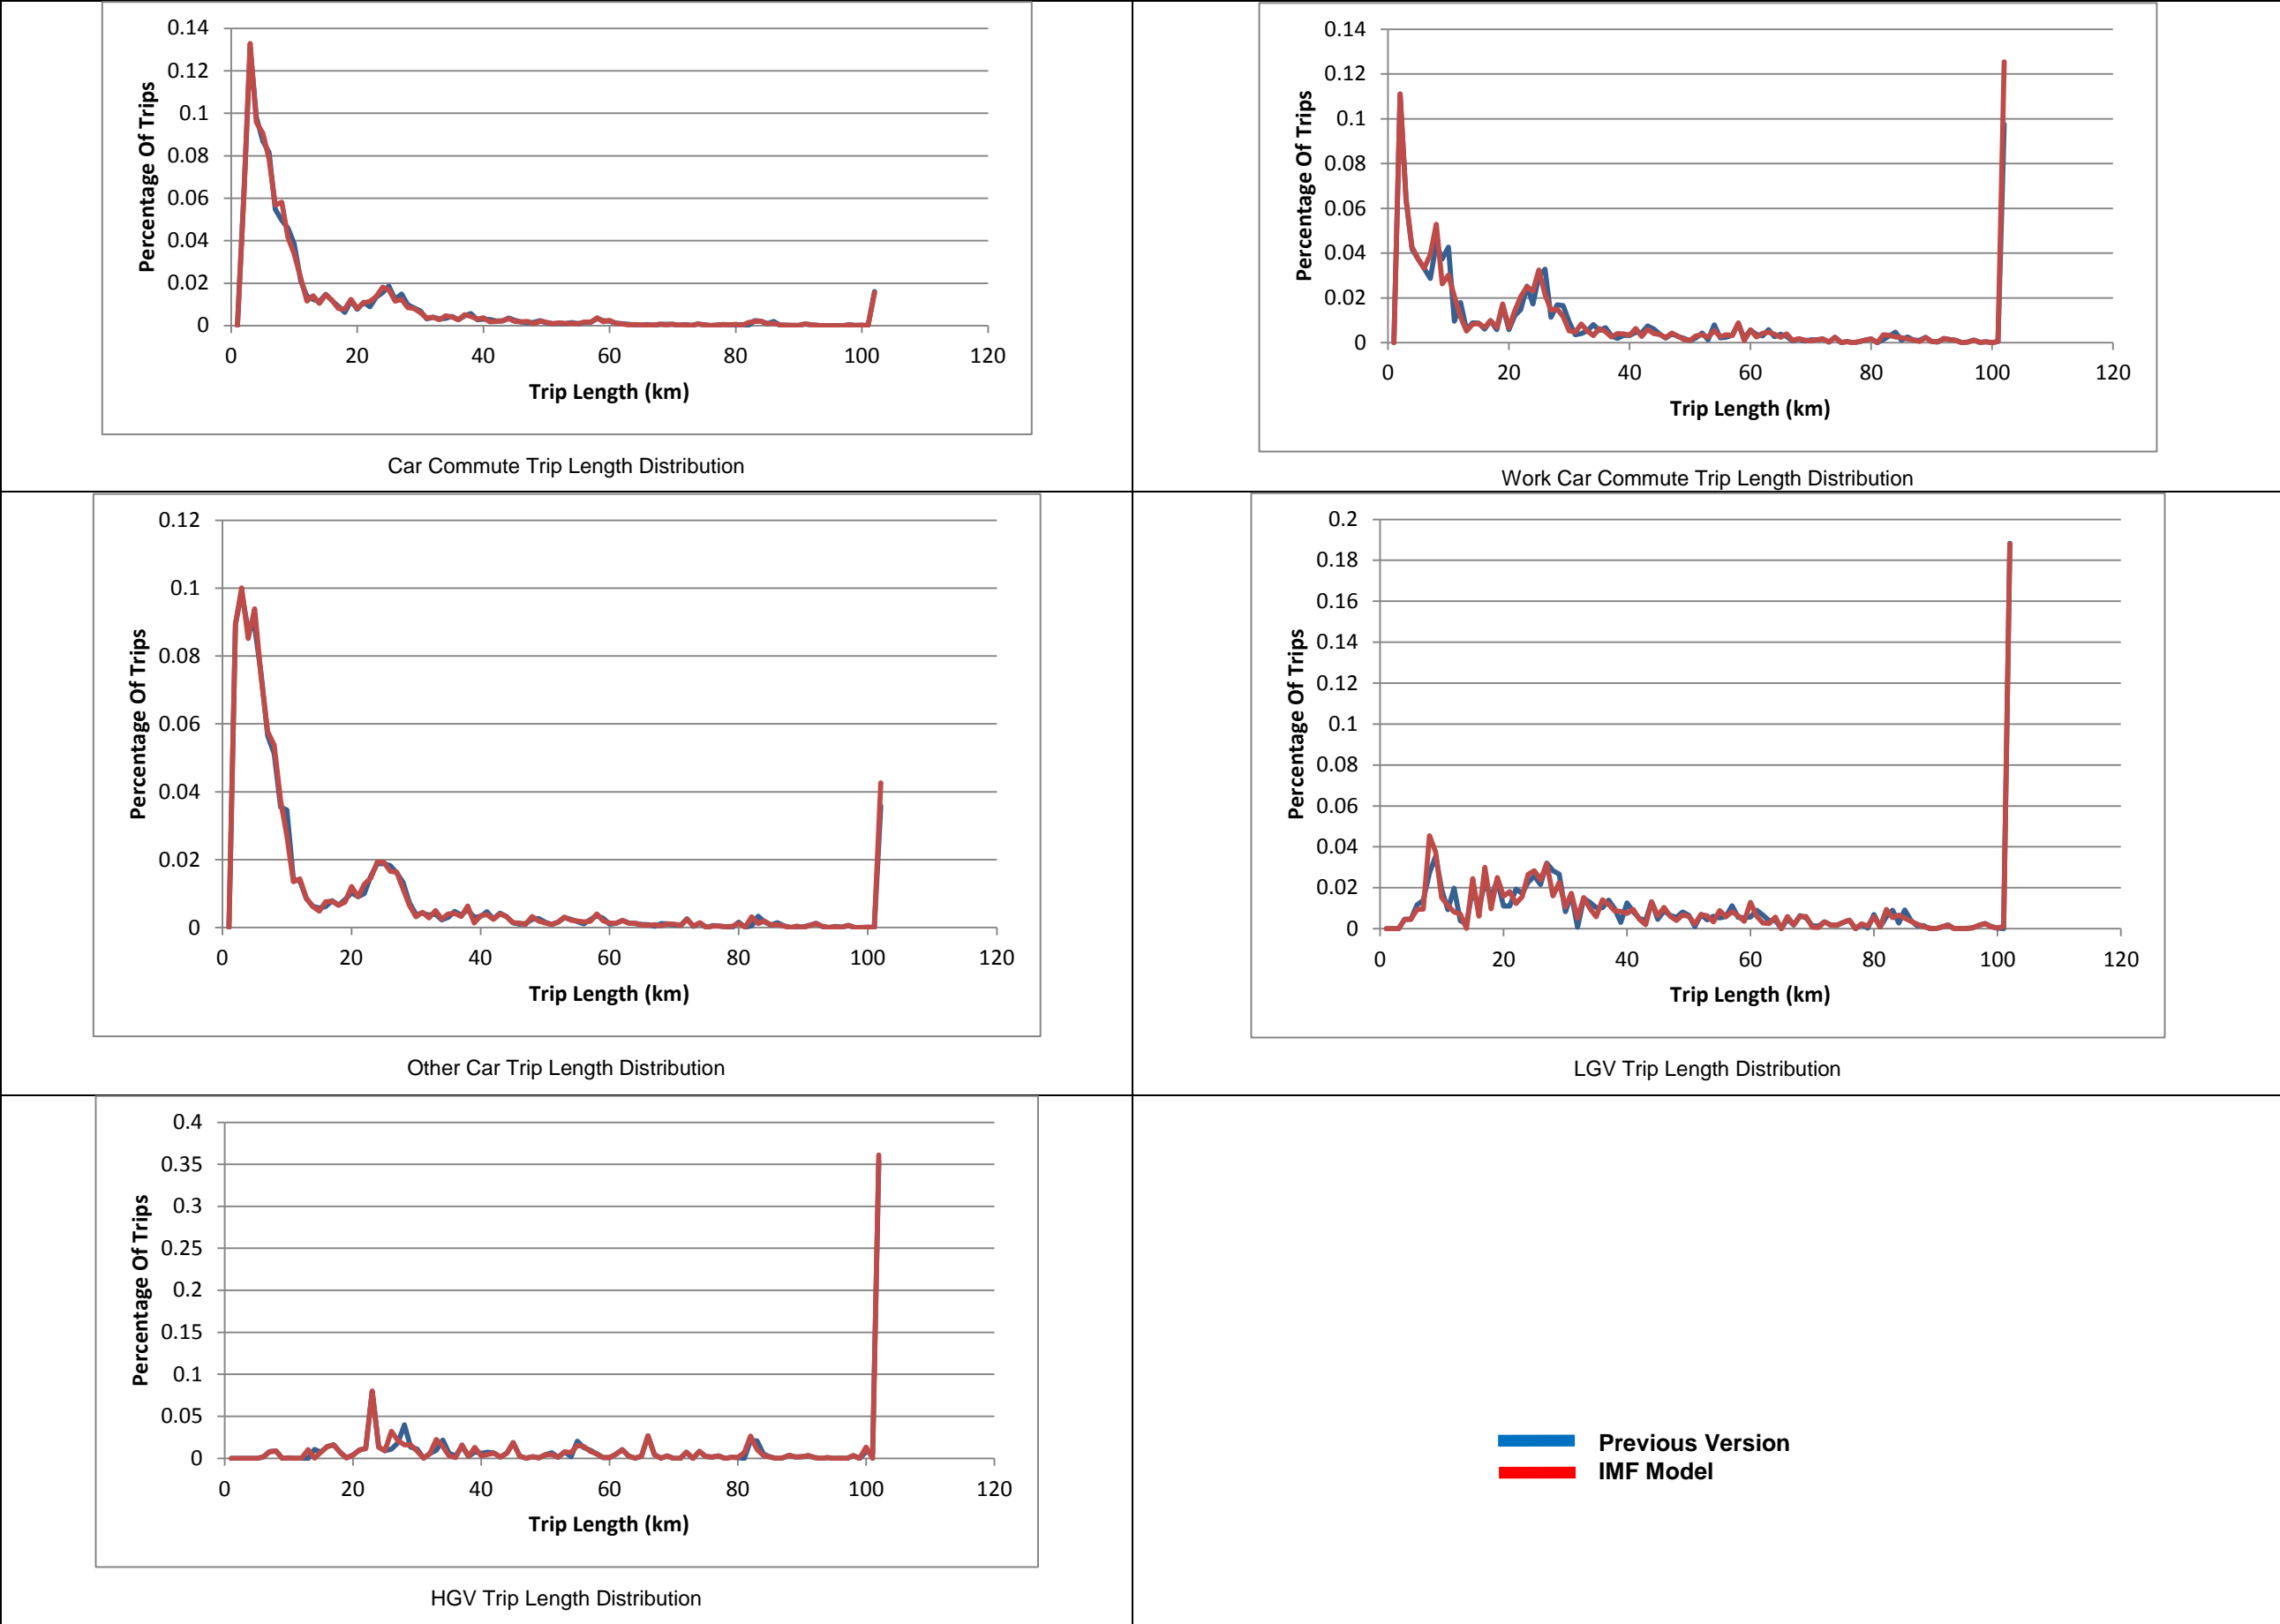 0.14
0.12
0.1
0.08
0.06
0.04
0.02
0
0 20 40 60 80 100 120
Percentage Of Trips
Trip Length (km)
Car Commute Trip Length Distribution
0.14
0.12
0.1
0.08
0.06
0.04
0.02
0
0 20 40 60 80 100 120
Percentage Of Trips
Trip Length (km)
Work Car Commute Trip Length Distribution
0.12
0.1
0.08
0.06
0.04
0.02
0
0 20 40 60 80 100 120
Percentage Of Trips
Trip Length (km)
Other Car Trip Length Distribution
0.2
0.18
0.16
0.14
0.12
0.1
0.08
0.06
0.04
0.02
0
0 20 40 60 80 100 120
Percentage Of Trips
Trip Length (km)
LGV Trip Length Distribution
0.4
0.35
0.3
0.25
0.2
0.15
0.1
0.05
0
0 20 40 60 80 100 120
Percentage Of Trips
Trip Length (km)
HGV Trip Length Distribution
Previous Version
IMF Model